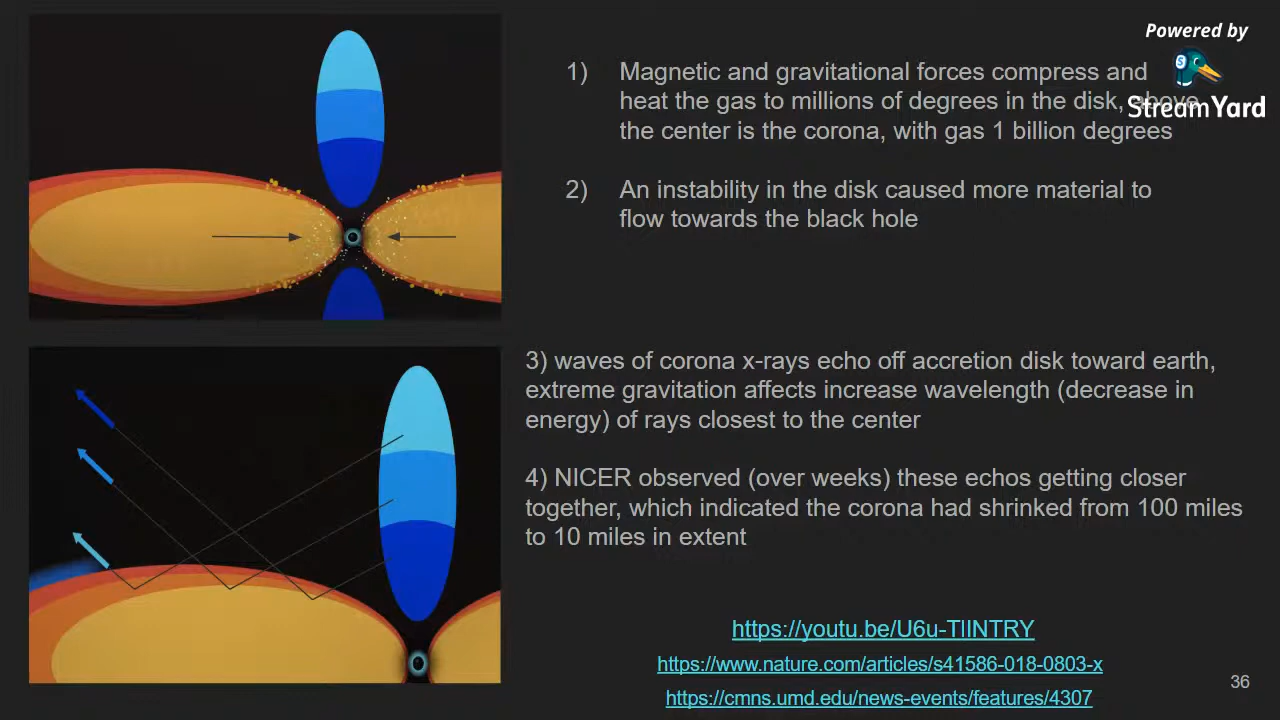 Powered by
StreamYard
1) Magnetic and gravitational forces compress and
heat the gas to millions of degrees in the disk, above
the center is the corona, with gas 1 billion degrees
2) An instability in the disk caused more material to
flow towards the black hole
3) waves of corona x-rays echo off accretion disk toward earth,
extreme gravitation affects increase wavelength (decrease in
energy) of rays closest to the center
4) NICER observed (over weeks) these echos getting closer
together, which indicated the corona had shrunk from 100 miles
to 10 miles in extent
https://youtu.be/U6u-TlINTRY
https://www.nature.com/articles/s41586-018-0803-x
https://cmns.umd.edu/news-events/features/4307
36